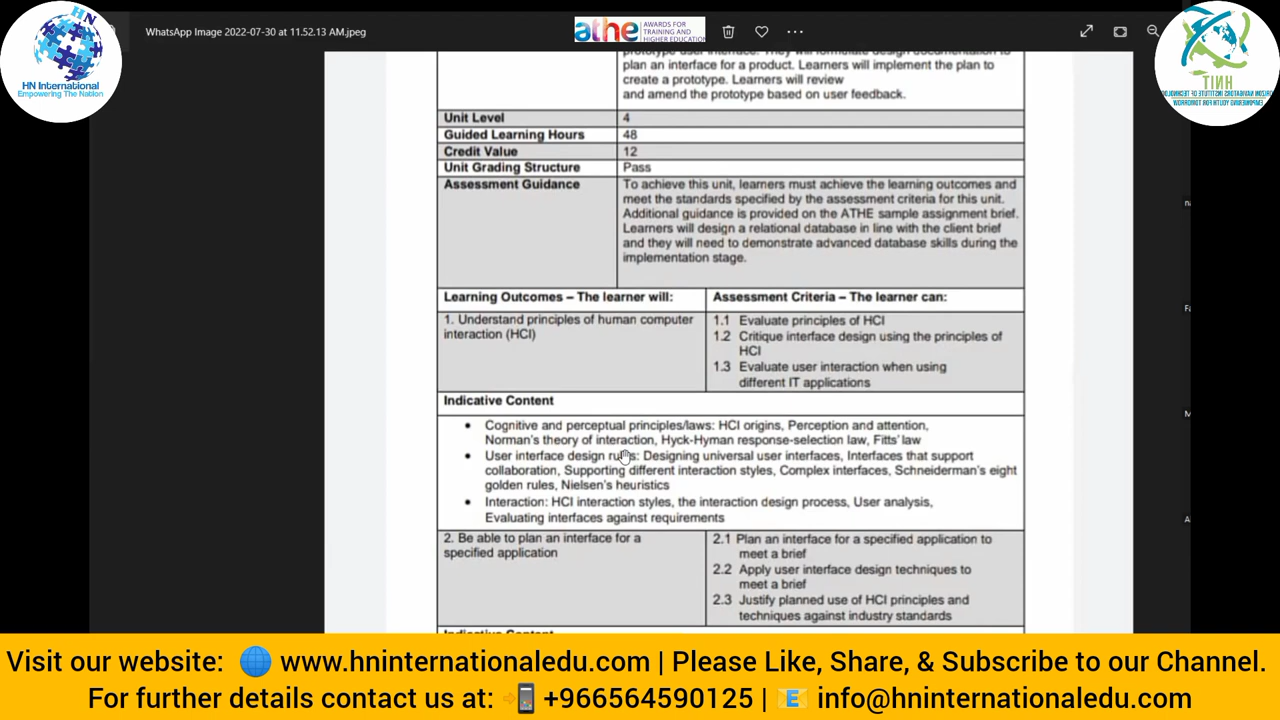 HN
HN International
Empowering The Nation
WhatsApp Image 2022-07-30 at 11.52.13 AM.jpeg
athe
AWARDS FOR
TRAINING AND
HIGHER EDUCATION
HNIT
plan an interface for a product. Learners will implement the plan to
create a prototype. Learners will review
and amend the prototype based on user feedback.
Unit Level 4
Guided Learning Hours 48
Credit Value 12
Unit Grading Structure Pass
Assessment Guidance To achieve this unit, learners must achieve the learning outcomes and
meet the standards specified by the assessment criteria for this unit.
Additional guidance is provided on the ATHE sample assignment brief.
Learners will design a relational database in line with the client brief
and they will need to demonstrate advanced database skills during the
implementation stage.
Learning Outcomes – The learner will: Assessment Criteria – The learner can:
1. Understand principles of human computer
interaction (HCI)
1.1 Evaluate principles of HCI
1.2 Critique interface design using the principles of
HCI
1.3 Evaluate user interaction when using
different IT applications
Indicative Content
• Cognitive and perceptual principles/laws: HCI origins, Perception and attention,
Norman's theory of interaction, Hyck-Hyman response-selection law, Fitts' law
• User interface design rules: Designing universal user interfaces, Interfaces that support
collaboration, Supporting different interaction styles, Complex interfaces, Schneiderman's eight
golden rules, Nielsen's heuristics
• Interaction: HCI interaction styles, the interaction design process, User analysis,
Evaluating interfaces against requirements
2. Be able to plan an interface for a
specified application
2.1 Plan an interface for a specified application to
meet a brief
2.2 Apply user interface design techniques to
meet a brief
2.3 Justify planned use of HCI principles and
techniques against industry standards
Visit our website: www.hninternationaledu.com | Please Like, Share, & Subscribe to our Channel.
For further details contact us at: +966564590125 | info@hninternationaledu.com